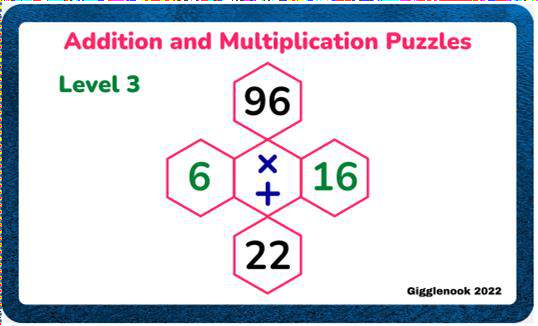 Addition and Multiplication Puzzles
Level 3
96
6 × 16
+
22
Gigglenook 2022